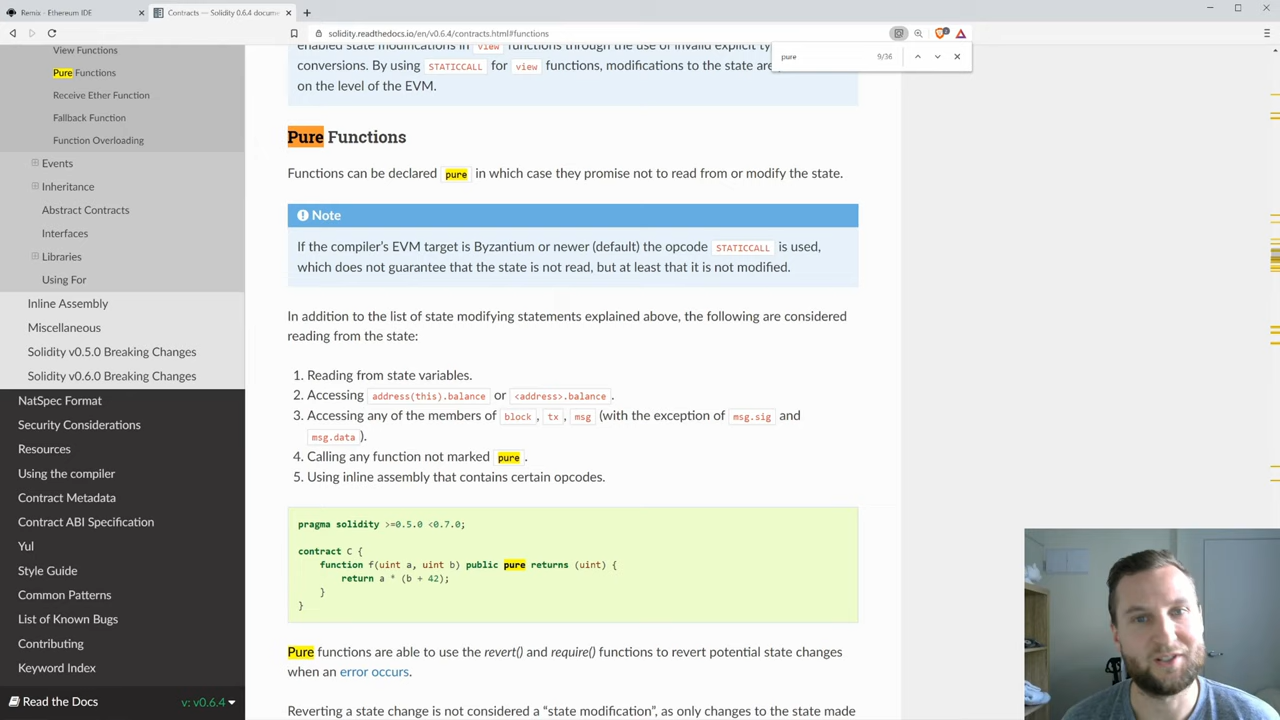 Remix - Ethereum IDE
Contracts — Solidity 0.6.4 docume
solidity.readthedocs.io/en/v0.6.4/contracts.html#functions
pure
9/36
View Functions
Pure Functions
Receive Ether Function
Fallback Function
Function Overloading
Events
Inheritance
Abstract Contracts
Interfaces
Libraries
Using For
Inline Assembly
Miscellaneous
Solidity v0.5.0 Breaking Changes
Solidity v0.6.0 Breaking Changes
NatSpec Format
Security Considerations
Resources
Using the compiler
Contract Metadata
Contract ABI Specification
Yul
Style Guide
Common Patterns
List of Known Bugs
Contributing
Keyword Index
Read the Docs
v: v0.6.4
enabled state modifications in view functions through the use of invalid explicit ty
conversions. By using STATICCALL for view functions, modifications to the state are
on the level of the EVM.
Pure Functions
Functions can be declared pure in which case they promise not to read from or modify the state.
Note
If the compiler's EVM target is Byzantium or newer (default) the opcode STATICCALL is used,
which does not guarantee that the state is not read, but at least that it is not modified.
In addition to the list of state modifying statements explained above, the following are considered
reading from the state:
1. Reading from state variables.
2. Accessing address(this).balance or <address>.balance.
3. Accessing any of the members of block, tx, msg (with the exception of msg.sig and
msg.data).
4. Calling any function not marked pure.
5. Using inline assembly that contains certain opcodes.
pragma solidity >=0.5.0 <0.7.0;
contract C {
function f(uint a, uint b) public pure returns (uint) {
return a * (b + 42);
}
}
Pure functions are able to use the revert() and require() functions to revert potential state changes
when an error occurs.
Reverting a state change is not considered a "state modification", as only changes to the state made